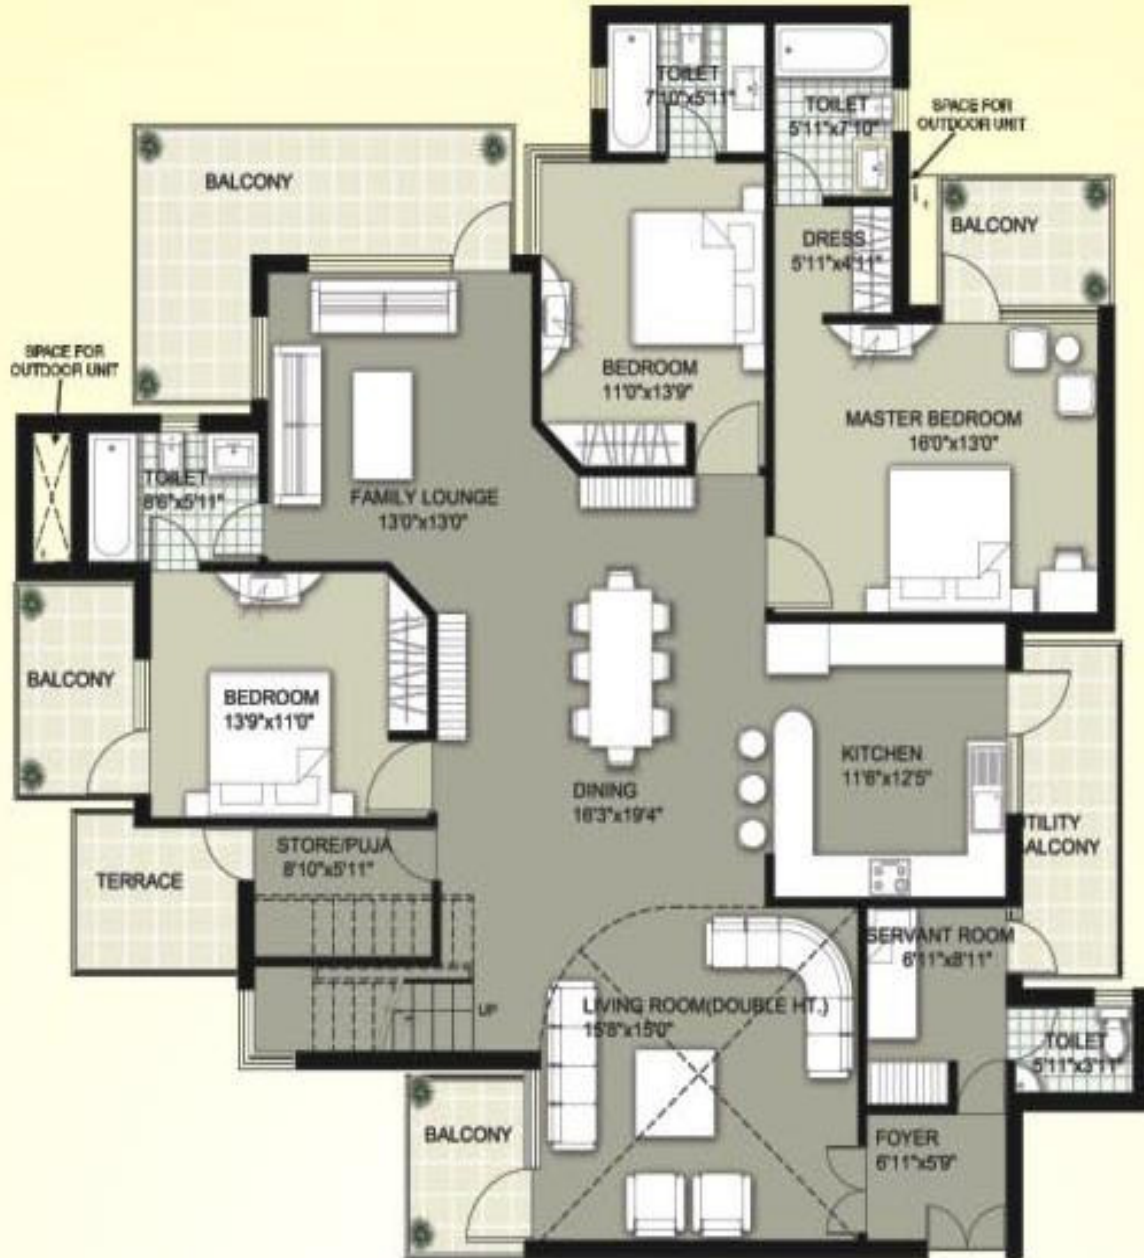 TOILET
7'10"x5'11"
TOILET
5'11"x7'10"
SPACE FOR
OUTDOOR UNIT
BALCONY
BALCONY
DRESS
5'11"x4'11"
SPACE FOR
OUTDOOR UNIT
BEDROOM
11'0"x13'9"
MASTER BEDROOM
16'0"x13'0"
TOILET
8'6"x5'11"
FAMILY LOUNGE
13'0"x13'0"
BALCONY
BEDROOM
13'9"x11'0"
KITCHEN
11'6"x12'5"
DINING
16'3"x19'4"
UTILITY
BALCONY
STORE/PUJA
8'10"x5'11"
TERRACE
SERVANT ROOM
6'11"x8'11"
UP
LIVING ROOM(DOUBLE HT.)
15'8"x15'0"
TOILET
5'11"x3'11"
BALCONY
FOYER
6'11"x5'9"